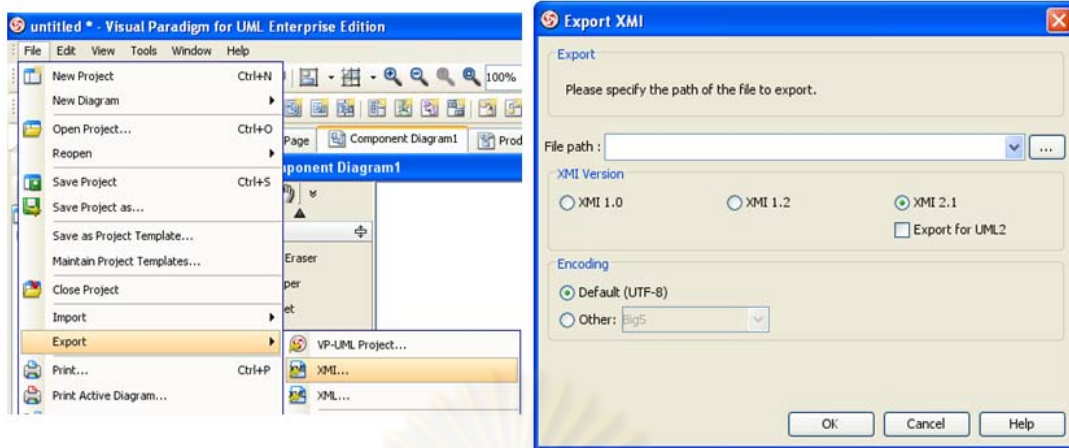 untitled * - Visual Paradigm for UML Enterprise Edition
File Edit View Tools Window Help
New Project Ctrl+N
New Diagram
Open Project... Ctrl+O
Reopen
Save Project Ctrl+S
Save Project as...
Save as Project Template...
Maintain Project Templates...
Close Project
Import
Export
Print... Ctrl+P
Print Active Diagram...
100%
Page Component Diagram1 Prod
ponent Diagram1
Eraser
per
et
VP-UML Project...
XMI...
XML...
Export XMI
Export
Please specify the path of the file to export.
File path : ...
XMI Version
XMI 1.0 XMI 1.2 XMI 2.1
Export for UML2
Encoding
Default (UTF-8)
Other: Big5
OK Cancel Help